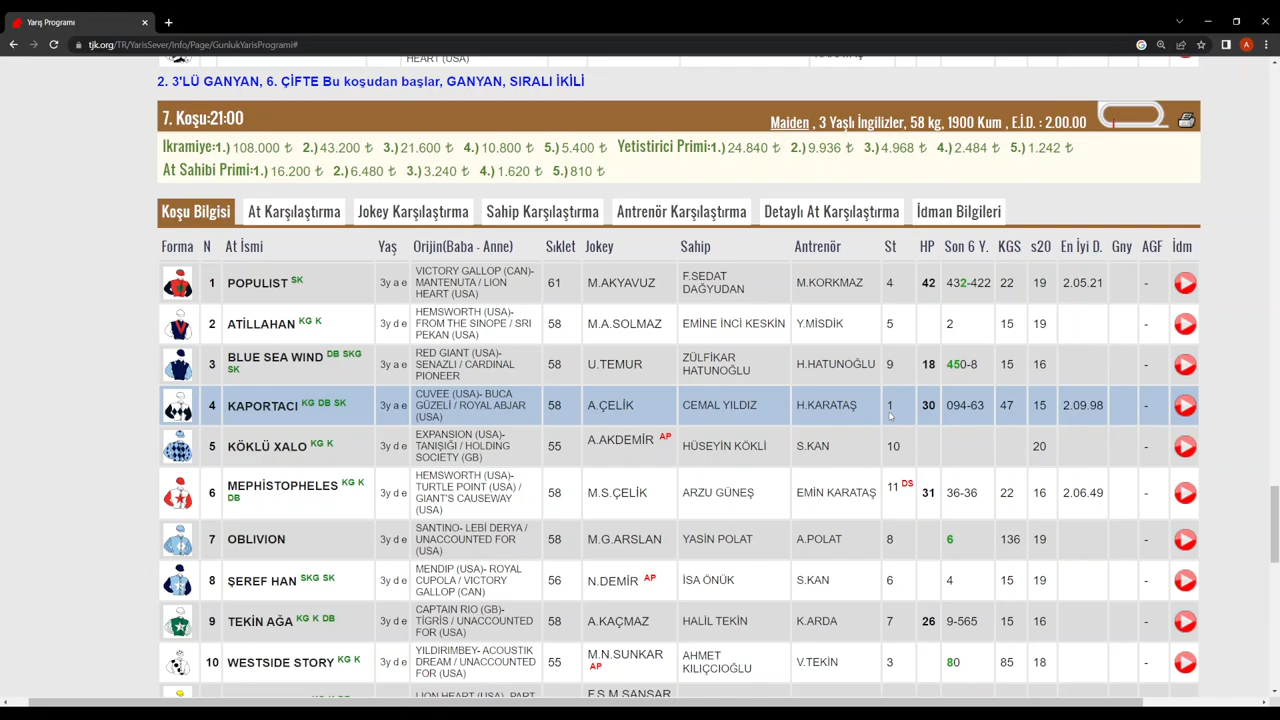 Yarış Programı
tjk.org/TR/YarisSever/Info/Page/GunlukYarisProgrami#
A
HEART (USA)
2. 3'LÜ GANYAN, 6. ÇİFTE Bu koşudan başlar, GANYAN, SIRALI İKİLİ
7. Koşu:21:00
Maiden , 3 Yaşlı İngilizler, 58 kg, 1900 Kum , E.İ.D. : 2.00.00
Ikramiye:1.) 108.000 ₺ 2.) 43.200 ₺ 3.) 21.600 ₺ 4.) 10.800 ₺ 5.) 5.400 ₺ Yetistirici Primi:1.) 24.840 ₺ 2.) 9.936 ₺ 3.) 4.968 ₺ 4.) 2.484 ₺ 5.) 1.242 ₺
At Sahibi Primi:1.) 16.200 ₺ 2.) 6.480 ₺ 3.) 3.240 ₺ 4.) 1.620 ₺ 5.) 810 ₺
Koşu Bilgisi At Karşılaştırma Jokey Karşılaştırma Sahip Karşılaştırma Antrenör Karşılaştırma Detaylı At Karşılaştırma İdman Bilgileri
Forma N At İsmi Yaş Orijin(Baba - Anne) Sıklet Jokey Sahip Antrenör St HP Son 6 Y. KGS s20 En İyi D. Gny AGF İdm
1 POPULIST SK 3y a e VICTORY GALLOP (CAN)- MANTENUTA / LION HEART (USA) 61 M.AKYAVUZ F.SEDAT DAĞYUDAN M.KORKMAZ 4 42 432-422 22 19 2.05.21 -
2 ATİLLAHAN KG K 3y d e HEMSWORTH (USA)- FROM THE SINOPE / SRI PEKAN (USA) 58 M.A.SOLMAZ EMİNE İNCİ KESKİN Y.MİSDİK 5 2 15 19 -
3 BLUE SEA WIND DB SKG SK 3y a e RED GIANT (USA)- SENAZLI / CARDINAL PIONEER 58 U.TEMUR ZÜLFİKAR HATUNOĞLU H.HATUNOĞLU 9 18 450-8 15 16 -
4 KAPORTACI KG DB SK 3y a e CUVEE (USA)- BUCA GÜZELİ / ROYAL ABJAR (USA) 58 A.ÇELİK CEMAL YILDIZ H.KARATAŞ 1 30 094-63 47 15 2.09.98 -
5 KÖKLÜ XALO KG K 3y d e EXPANSION (USA)- TANIŞIĞI / HOLDING SOCIETY (GB) 55 A.AKDEMİR AP HÜSEYİN KÖKLİ S.KAN 10 20 -
6 MEPHİSTOPHELES KG K DB 3y d e HEMSWORTH (USA)- TURTLE POINT (USA) / GIANT'S CAUSEWAY (USA) 58 M.S.ÇELİK ARZU GÜNEŞ EMİN KARATAŞ 11 DS 31 36-36 22 16 2.06.49 -
7 OBLIVION 3y d e SANTINO- LEBİ DERYA / UNACCOUNTED FOR (USA) 58 M.G.ARSLAN YASİN POLAT A.POLAT 8 6 136 19 -
8 ŞEREF HAN SKG SK 3y d e MENDIP (USA)- ROYAL CUPOLA / VICTORY GALLOP (CAN) 56 N.DEMİR AP İSA ÖNÜK S.KAN 6 4 15 19 -
9 TEKİN AĞA KG K DB 3y d e CAPTAIN RIO (GB)- TİGRİS / UNACCOUNTED FOR (USA) 58 A.KAÇMAZ HALİL TEKİN K.ARDA 7 26 9-565 15 16 -
10 WESTSIDE STORY KG K 3y d e YILDIRIMBEY- ACOUSTIK DREAM / UNACCOUNTED FOR (USA) 55 M.N.SUNKAR AP AHMET KILIÇCIOĞLU V.TEKİN 3 80 85 18 -
LION HEART (USA)- PART